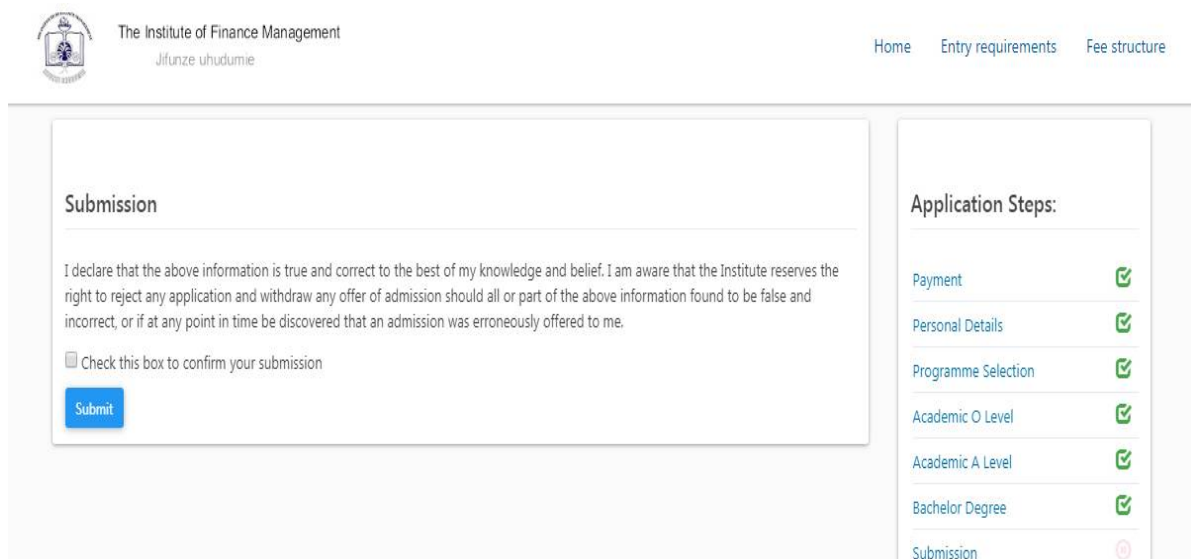 The Institute of Finance Management
Jifunze uhudumie
Home Entry requirements Fee structure
Submission
I declare that the above information is true and correct to the best of my knowledge and belief. I am aware that the Institute reserves the
right to reject any application and withdraw any offer of admission should all or part of the above information found to be false and
incorrect, or if at any point in time be discovered that an admission was erroneously offered to me.
Check this box to confirm your submission
Submit
Application Steps:
Payment
Personal Details
Programme Selection
Academic O Level
Academic A Level
Bachelor Degree
Submission